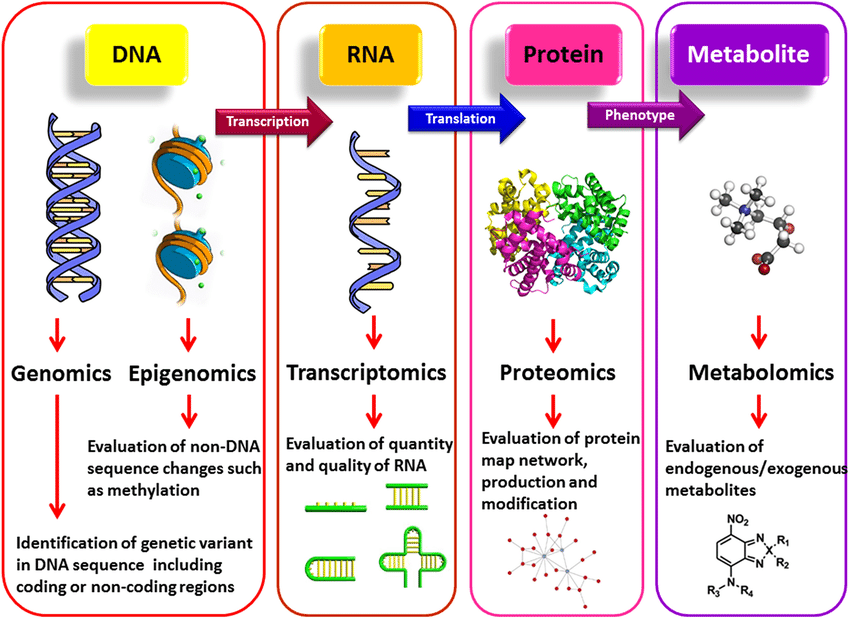 DNA
RNA
Protein
Metabolite
Transcription
Translation
Phenotype
Genomics
Epigenomics
Transcriptomics
Proteomics
Metabolomics
Evaluation of non-DNA
sequence changes such
as methylation
Identification of genetic variant
in DNA sequence including
coding or non-coding regions
Evaluation of quantity
and quality of RNA
Evaluation of protein
map network,
production and
modification
Evaluation of
endogenous/exogenous
metabolites
NO2
N
R1
X
N
R2
N
R3
R4